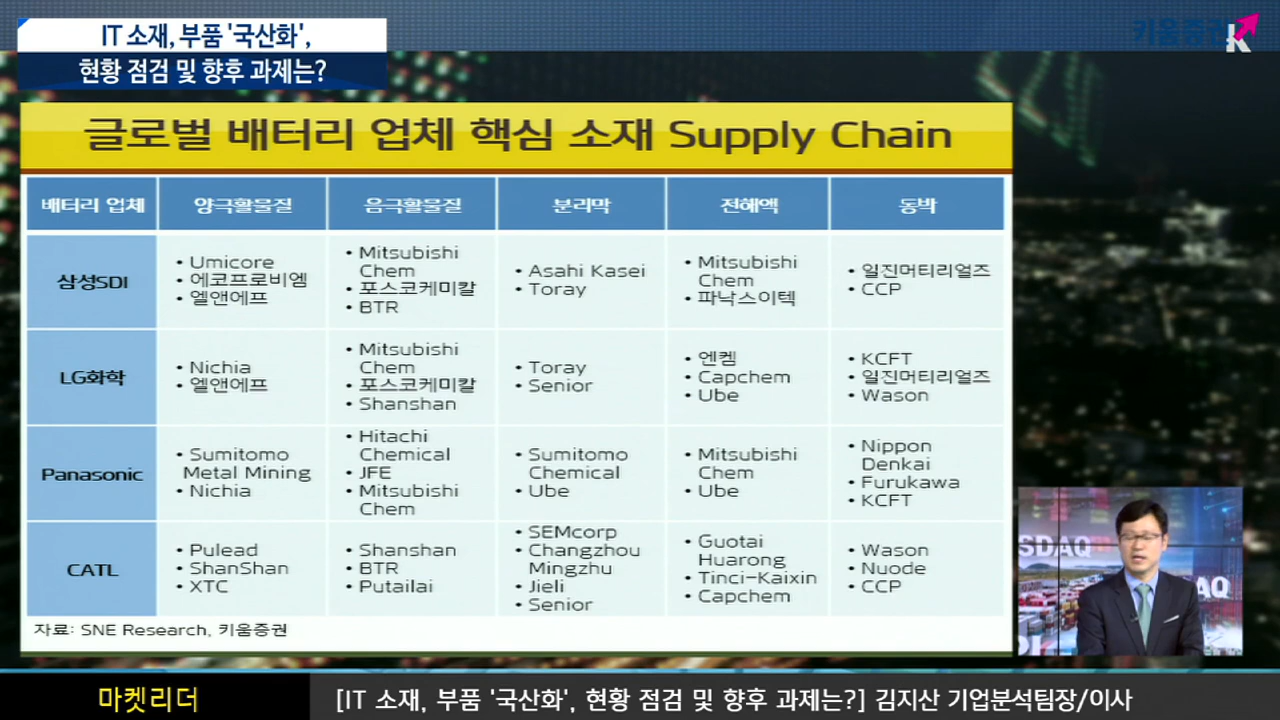 IT 소재, 부품 '국산화',
현황 점검 및 향후 과제는?
키움증권
K
글로벌 배터리 업체 핵심 소재 Supply Chain
배터리 업체 양극활물질 음극활물질 분리막 전해액 동박
삼성SDI
• Umicore
• 에코프로비엠
• 엘앤에프
• Mitsubishi
Chem
• 포스코케미칼
• BTR
• Asahi Kasei
• Toray
• Mitsubishi
Chem
• 파낙스이텍
• 일진머티리얼즈
• CCP
LG화학
• Nichia
• 엘앤에프
• Mitsubishi
Chem
• 포스코케미칼
• Shanshan
• Toray
• Senior
• 엔켐
• Capchem
• Ube
• KCFT
• 일진머티리얼즈
• Wason
Panasonic
• Sumitomo
Metal Mining
• Nichia
• Hitachi
Chemical
• JFE
• Mitsubishi
Chem
• Sumitomo
Chemical
• Ube
• Mitsubishi
Chem
• Ube
• Nippon
Denkai
• Furukawa
• KCFT
CATL
• Pulead
• ShanShan
• XTC
• Shanshan
• BTR
• Putailai
• SEMcorp
• Changzhou
Mingzhu
• Jieli
• Senior
• Guotai
Huarong
• Tinci-Kaixin
• Capchem
• Wason
• Nuode
• CCP
자료: SNE Research, 키움증권
SDAQ
AQ
마켓리더
[IT 소재, 부품 '국산화', 현황 점검 및 향후 과제는?] 김지산 기업분석팀장/이사